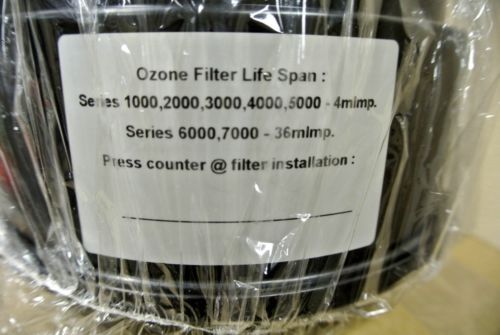 Ozone Filter Life Span :
Series 1000,2000,3000,4000,5000 - 4mImp.
Series 6000,7000 - 36mImp.
Press counter @ filter installation :